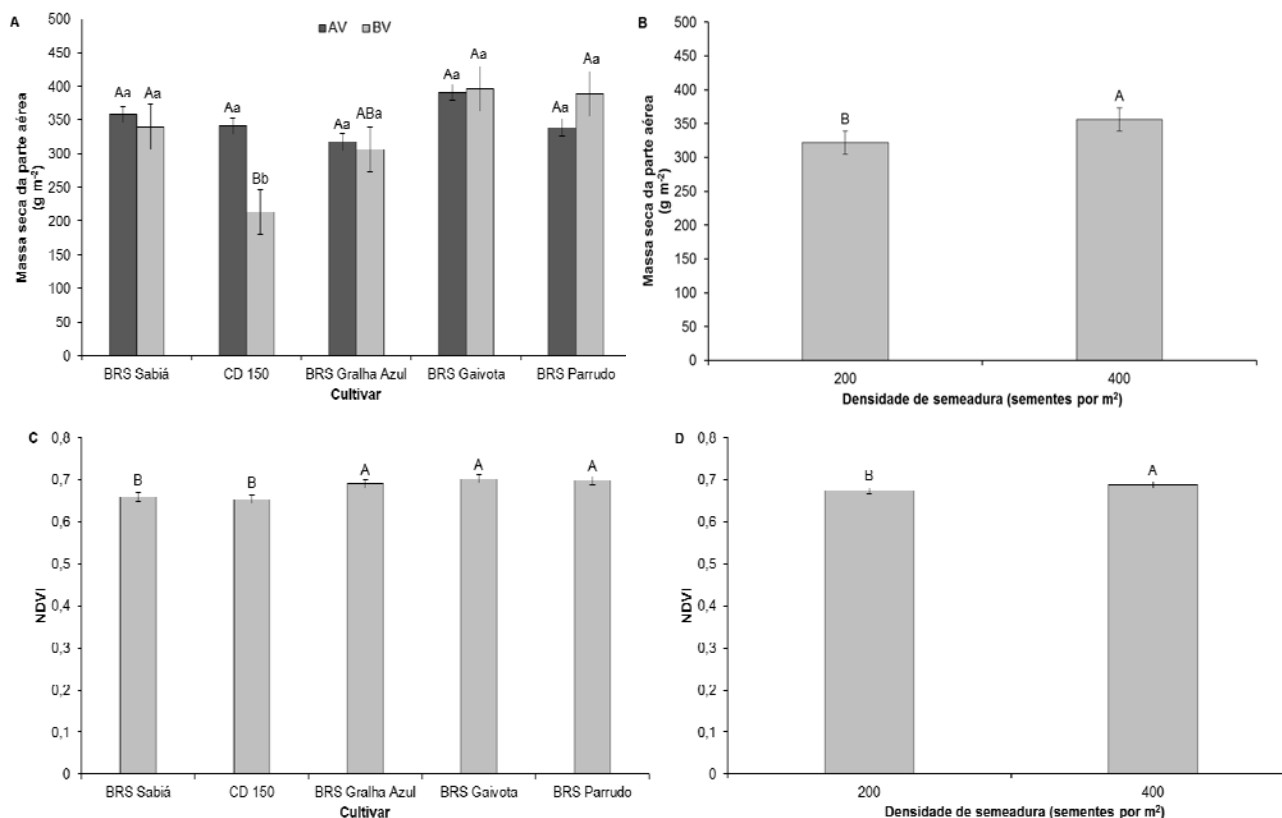 A
AV BV
Massa seca da parte aérea
(g m-2)
500
450
400
350
300
250
200
150
100
50
0
Aa Aa Aa Bb Aa ABa Aa Aa Aa Aa
BRS Sabiá CD 150 BRS Gralha Azul BRS Gaivota BRS Parrudo
Cultivar
B
Massa seca da parte aérea
(g m-2)
500
450
400
350
300
250
200
150
100
50
0
B A
200 400
Densidade de semeadura (sementes por m²)
C
NDVI
0,8
0,7
0,6
0,5
0,4
0,3
0,2
0,1
0
B B A A A
BRS Sabiá CD 150 BRS Gralha Azul BRS Gaivota BRS Parrudo
Cultivar
D
NDVI
0,8
0,7
0,6
0,5
0,4
0,3
0,2
0,1
0
B A
200 400
Densidade de semeadura (sementes por m²)